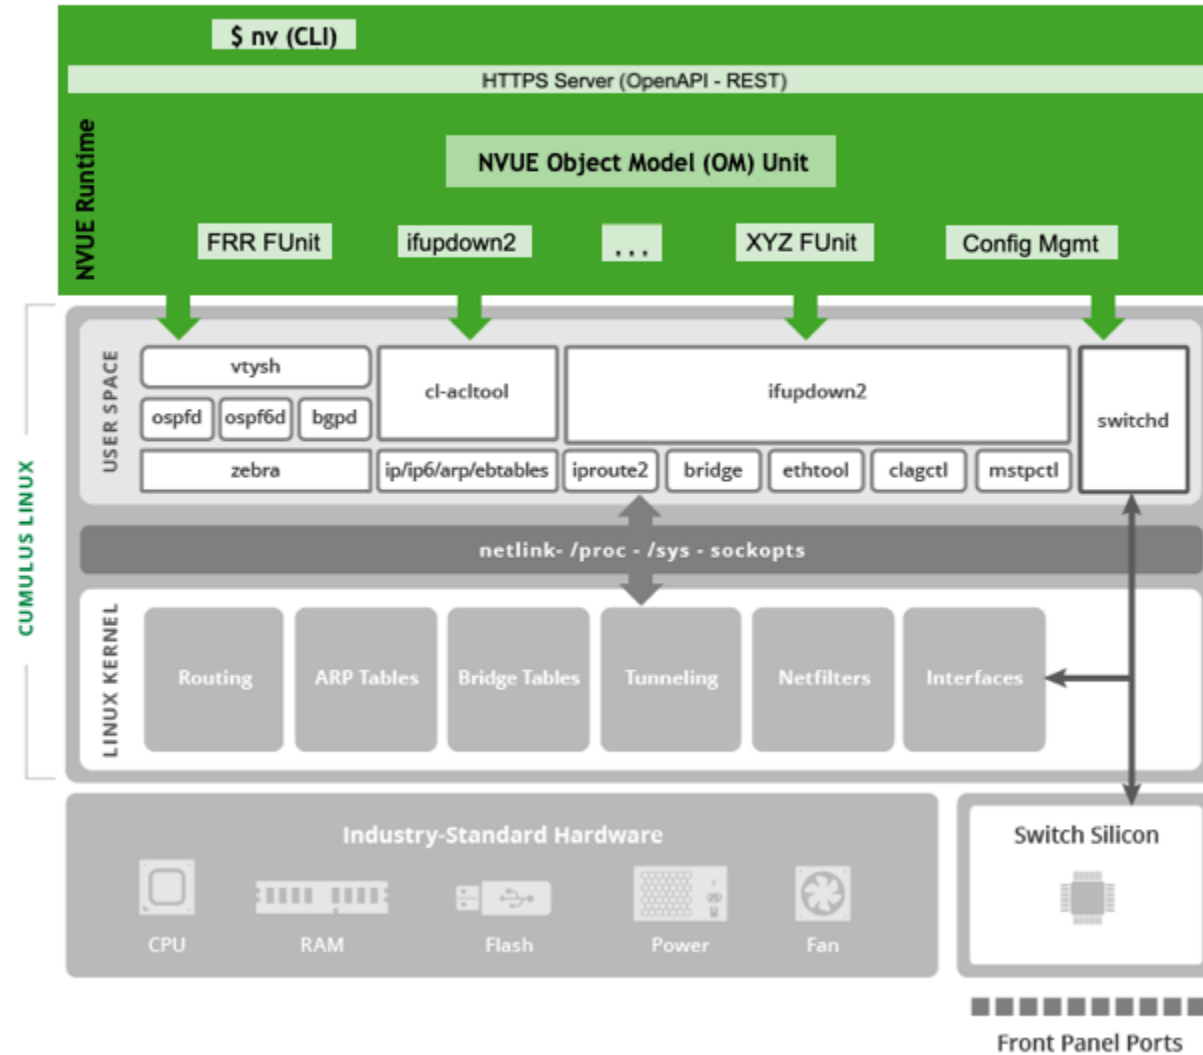 $ nv (CLI)
HTTPS Server (OpenAPI - REST)
NVUE Runtime
NVUE Object Model (OM) Unit
FRR FUnit
ifupdown2
...
XYZ FUnit
Config Mgmt
CUMULUS LINUX
USER SPACE
vtysh
cl-acltool
ifupdown2
switchd
ospfd
ospf6d
bgpd
zebra
ip/ip6/arp/ebtables
iproute2
bridge
ethtool
clagctl
mstpctl
netlink- /proc - /sys - sockopts
LINUX KERNEL
Routing
ARP Tables
Bridge Tables
Tunneling
Netfilters
Interfaces
Industry-Standard Hardware
CPU
RAM
Flash
Power
Fan
Switch Silicon
Front Panel Ports